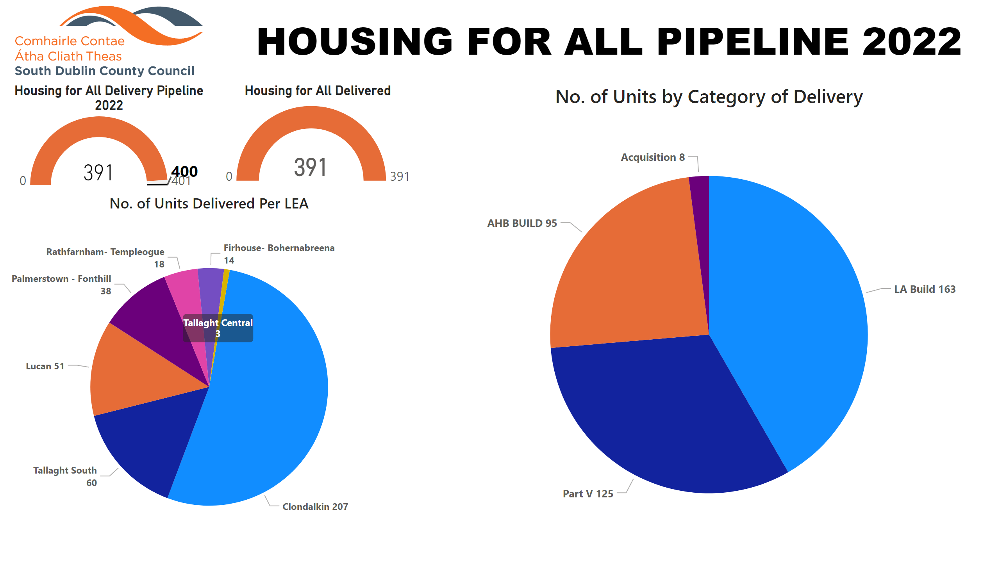 Comhairle Contae
Átha Cliath Theas
South Dublin County Council
HOUSING FOR ALL PIPELINE 2022
Housing for All Delivery Pipeline
2022
0
391
400
401
Housing for All Delivered
0
391
391
No. of Units Delivered Per LEA
Rathfarnham- Templeogue
18
Firhouse- Bohernabreena
14
Palmerstown - Fonthill
38
Tallaght Central
3
Lucan 51
Tallaght South
60
Clondalkin 207
No. of Units by Category of Delivery
Acquisition 8
AHB BUILD 95
LA Build 163
Part V 125